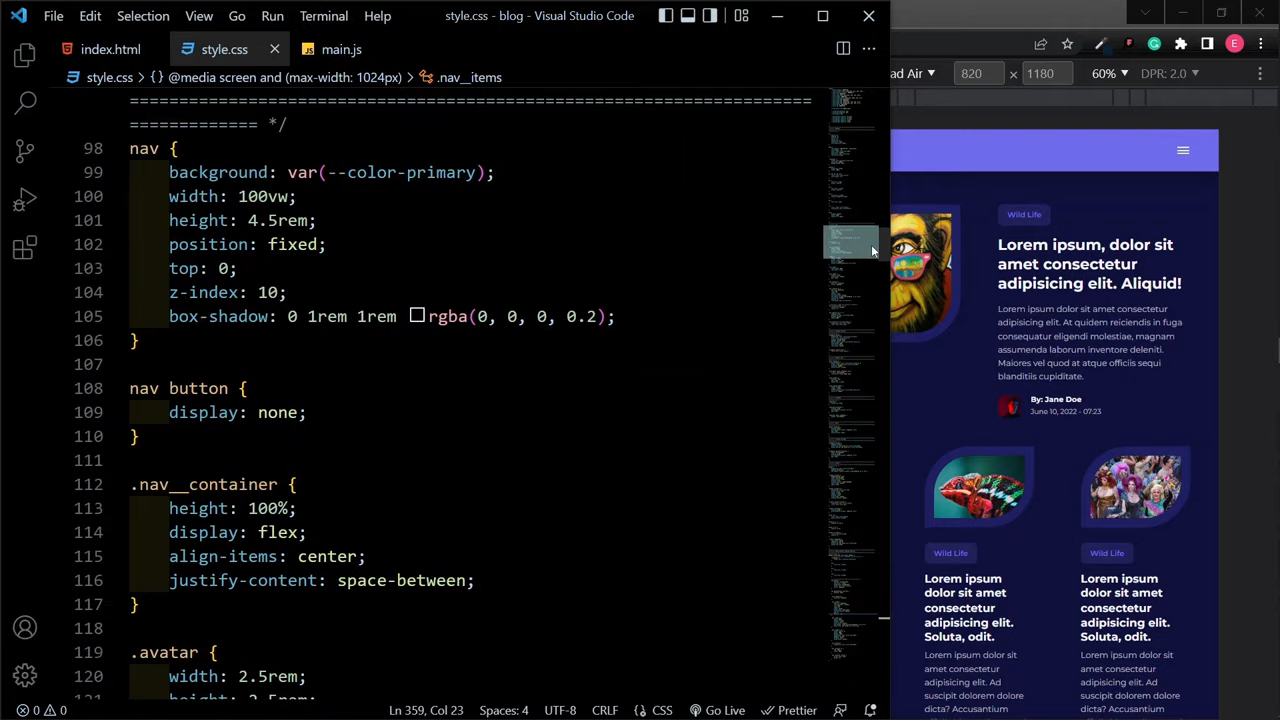 File Edit Selection View Go Run Terminal Help style.css - blog - Visual Studio Code
index.html style.css main.js
style.css > {} @media screen and (max-width: 1024px) > .nav__items
ad Air 820 × 1180 60% DPR: 2.0
E
============= */
98 nav {
99 background: var(--color-primary);
100 width: 100vw;
101 height: 4.5rem;
102 position: fixed;
103 top: 0;
104 z-index: 10;
105 box-shadow: 0 1rem 1rem rgba(0, 0, 0, 0.2);
106 }
107
108 nav button {
109 display: none;
110 }
111
112 .nav__container {
113 height: 100%;
114 display: flex;
115 align-items: center;
116 justify-content: space-between;
117 }
118
119 .avatar {
120 width: 2.5rem;
Wild Life
Lorem ipsum, dolor sit
amet consectetur
adipisicing elit. Aliquid!
Lorem ipsum dolor sit amet consectetur
adipisicing elit. At quidem reiciendis in fuga
consequuntur eligendi molestiae, magnam
assumenda laborum inventore deleniti.
Maiores vel quod at atque officiis sequi
blanditiis cupiditate.
By: Jane Doe
June 10, 2022 - 07:23
Wild Life
Lorem ipsum
dolor sit amet
consectetur
adipisicing elit.
Soluta, odit.
Lorem ipsum dolor sit
amet consectetur
adipisicing elit. Ad
suscipit dolorem dolore
dicta? Accusantium
Wild Life
Lorem ipsum
dolor sit amet
consectetur
adipisicing elit.
Soluta, odit.
Lorem ipsum dolor sit
amet consectetur
adipisicing elit. Ad
suscipit dolorem dolore
dicta? Accusantium
0 0 Ln 359, Col 23 Spaces: 4 UTF-8 CRLF {} CSS Go Live Prettier